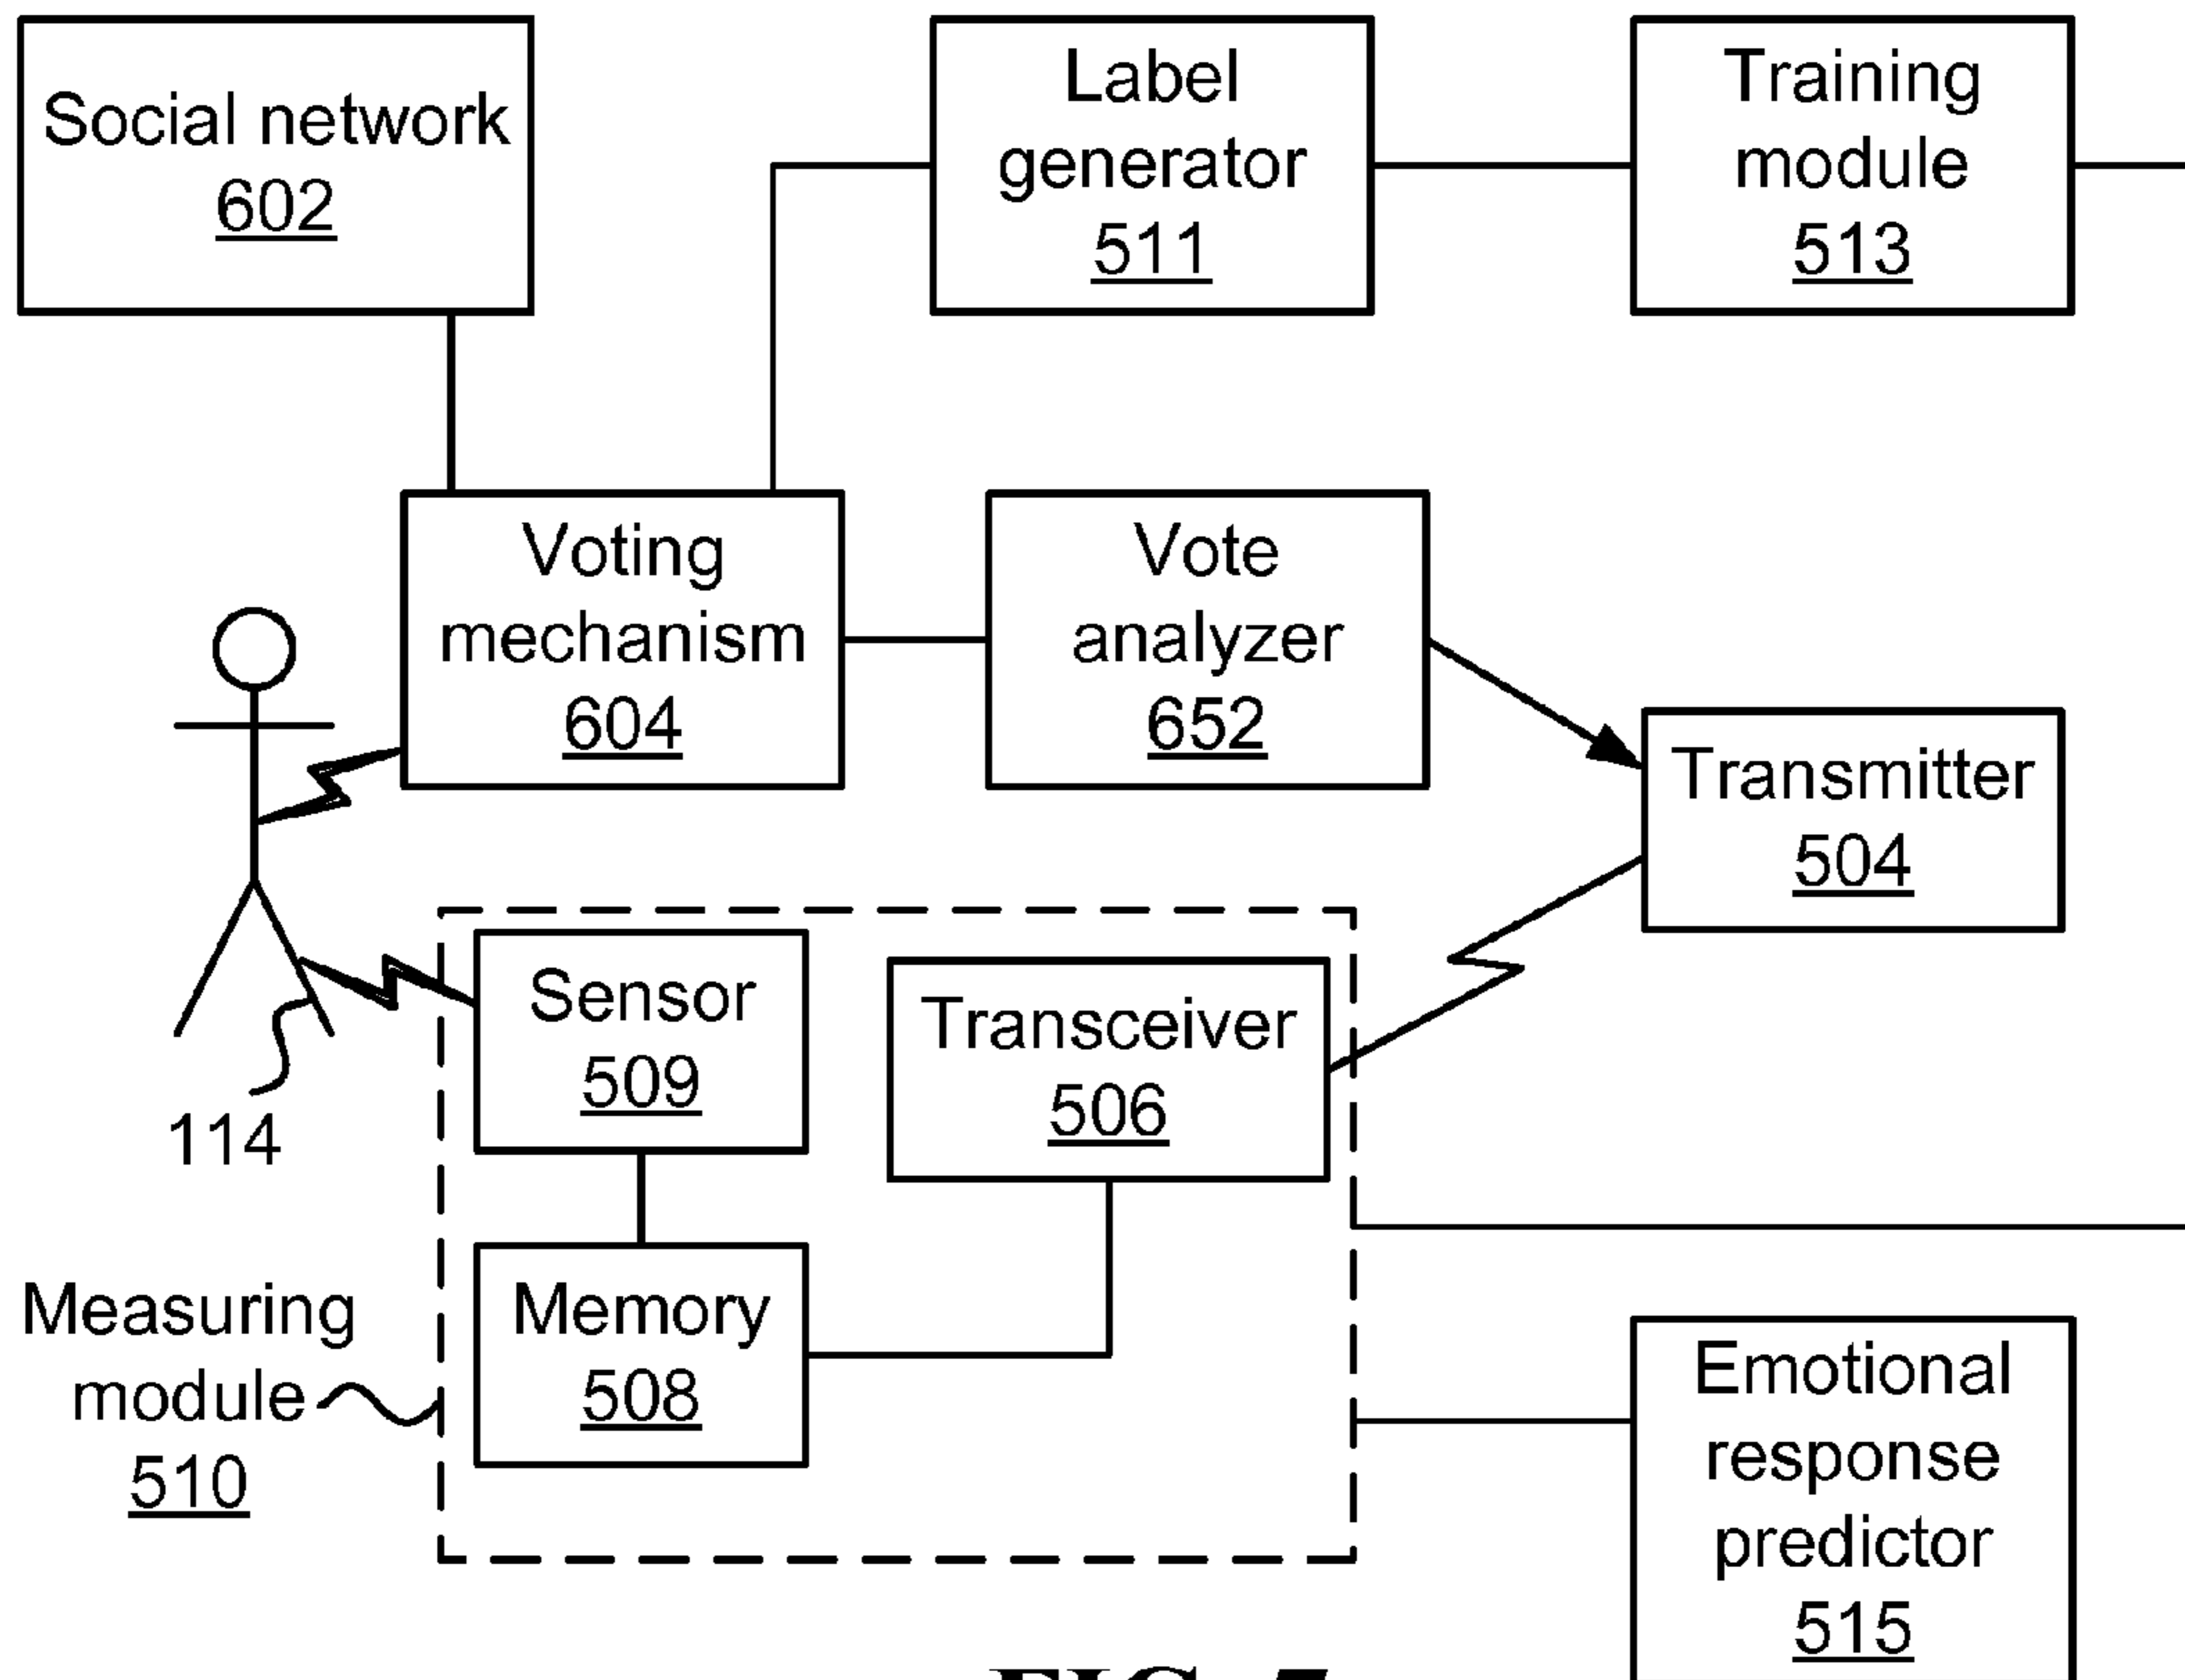 Social network
602
Label
generator
511
Training
module
513
Voting
mechanism
604
Vote
analyzer
652
Transmitter
504
Sensor
509
Transceiver
506
114
Memory
508
Measuring
module
510
Emotional
response
predictor
515